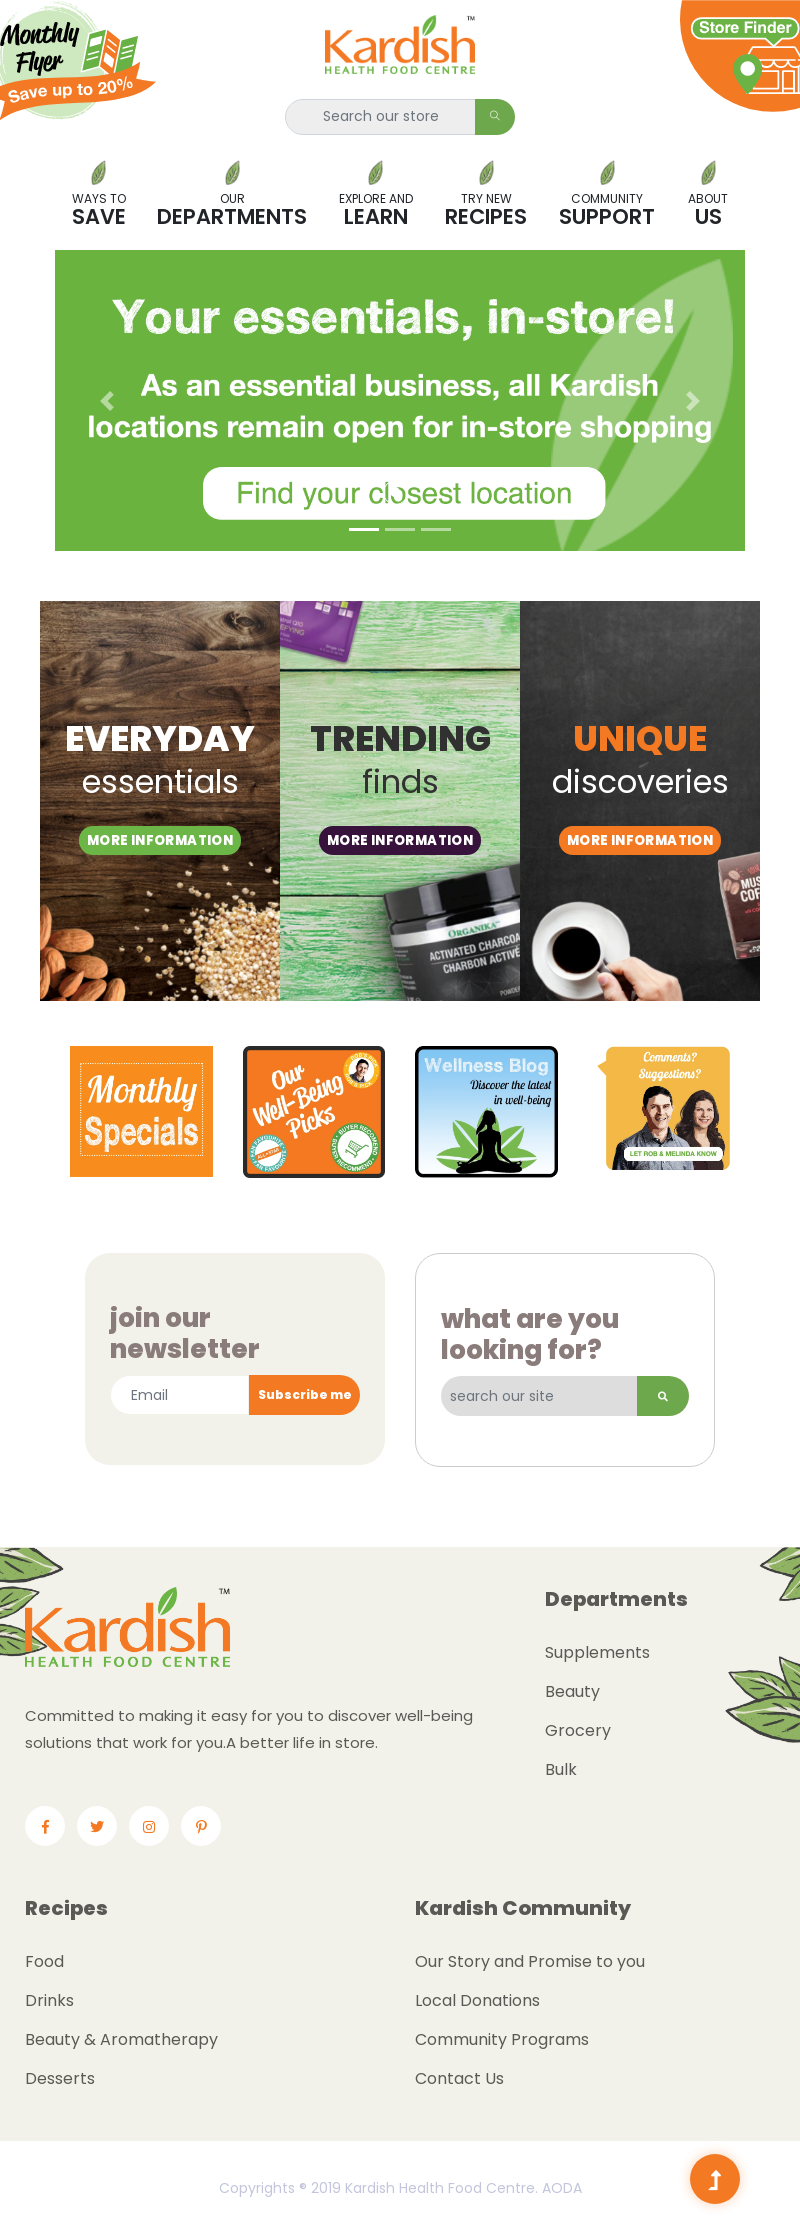 Monthly
Flyer
Save up to 20%
Kardish™
HEALTH FOOD CENTRE
Store Finder
Search our store
WAYS TO
SAVE
OUR
DEPARTMENTS
EXPLORE AND
LEARN
TRY NEW
RECIPES
COMMUNITY
SUPPORT
ABOUT
US
Your essentials, in-store!
As an essential business, all Kardish
locations remain open for in-store shopping
Find your closest location
EVERYDAY
essentials
MORE INFORMATION
TRENDING
finds
MORE INFORMATION
ORGANIKA
ACTIVATED CHARCOA
CHARBON ACTIVÉ
POWDE
UNIQUE
discoveries
MORE INFORMATION
MUS
COF
Monthly
Specials
Our
Well-Being
Picks
Wellness Blog
Discover the latest
in well-being
Comments?
Suggestions?
LET ROB & MELINDA KNOW
join our
newsletter
Email
Subscribe me
what are you
looking for?
search our site
Kardish™
HEALTH FOOD CENTRE
Committed to making it easy for you to discover well-being
solutions that work for you.A better life in store.
Departments
Supplements
Beauty
Grocery
Bulk
Recipes
Food
Drinks
Beauty & Aromatherapy
Desserts
Kardish Community
Our Story and Promise to you
Local Donations
Community Programs
Contact Us
Copyrights ® 2019 Kardish Health Food Centre. AODA